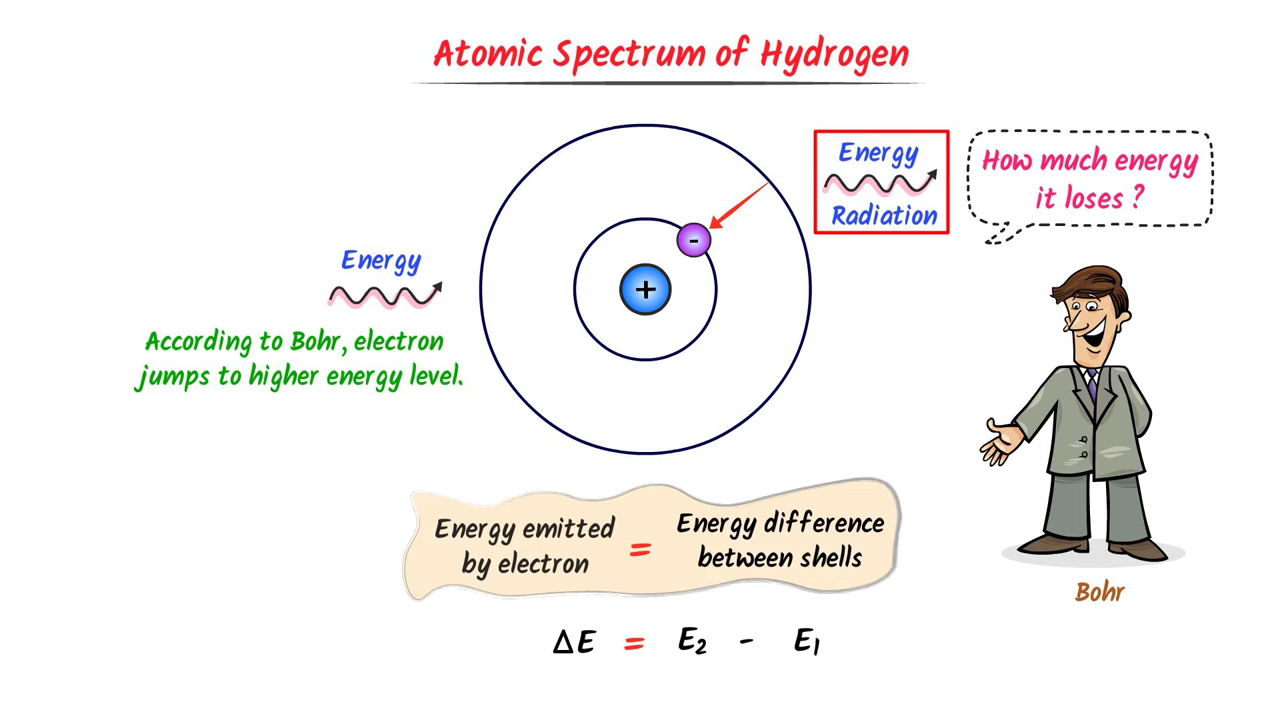 Atomic Spectrum of Hydrogen
Energy
Radiation
How much energy
it loses ?
-
+
Energy
According to Bohr, electron
jumps to higher energy level.
Energy emitted
by electron
=
Energy difference
between shells
Bohr
ΔE = E₂ - E₁